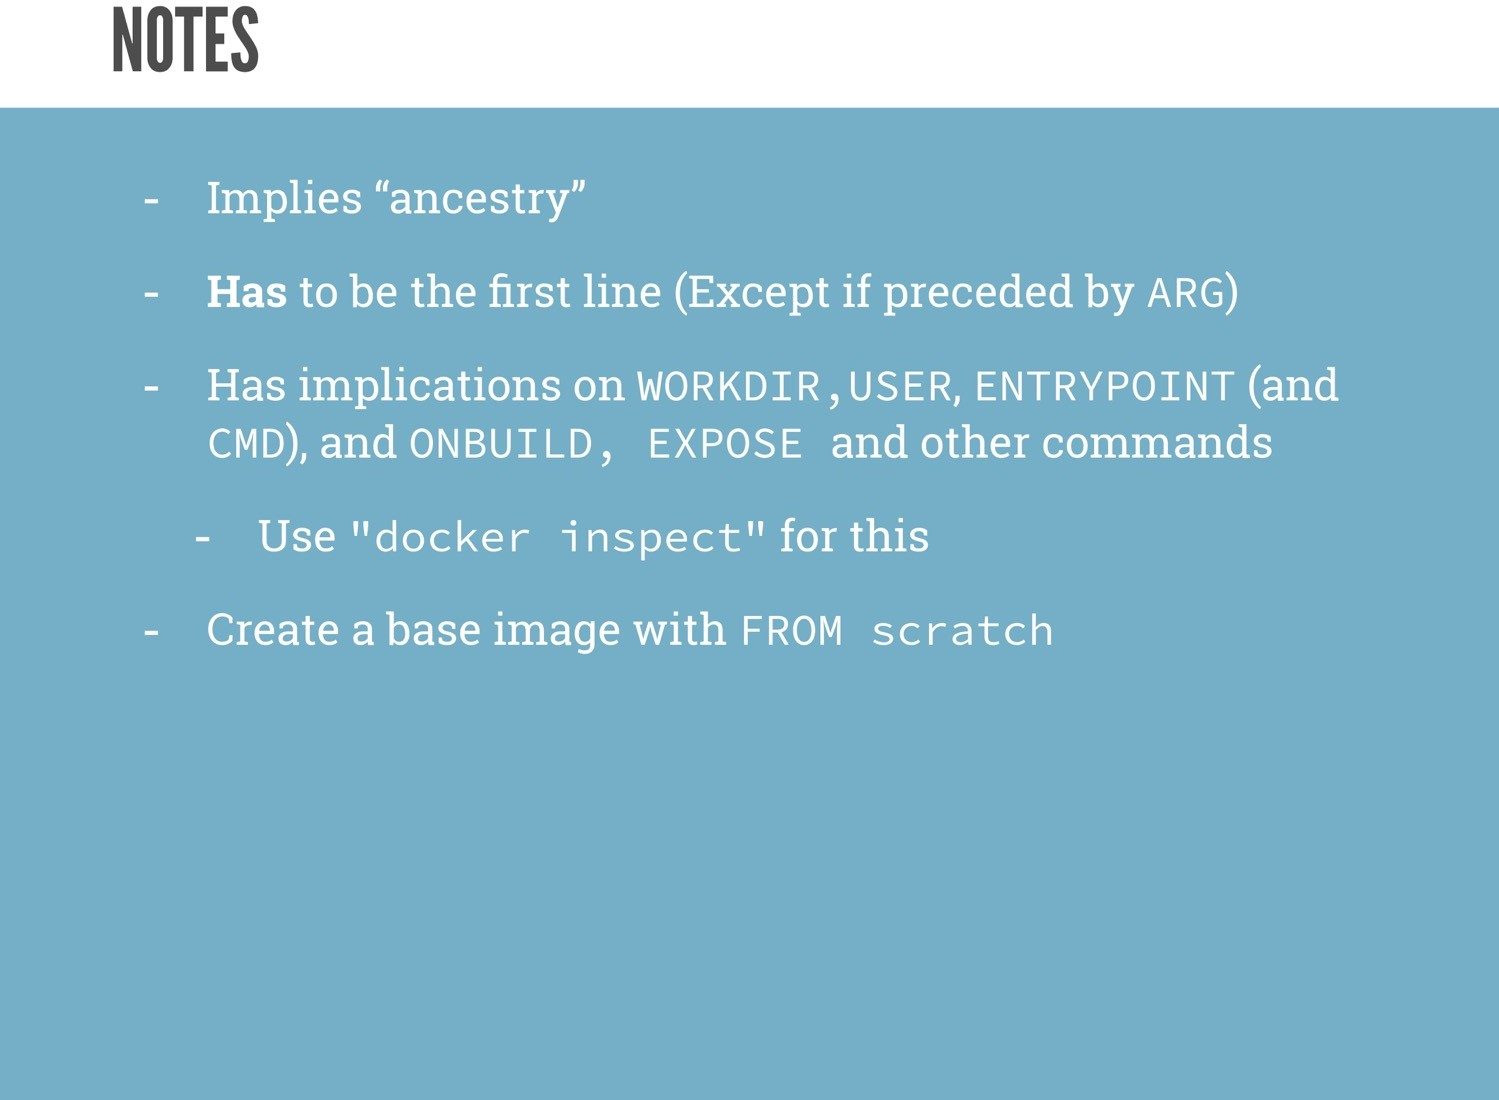 NOTES
- Implies “ancestry”
- Has to be the first line (Except if preceded by ARG)
- Has implications on WORKDIR,USER, ENTRYPOINT (and
CMD), and ONBUILD, EXPOSE and other commands
- Use "docker inspect" for this
- Create a base image with FROM scratch